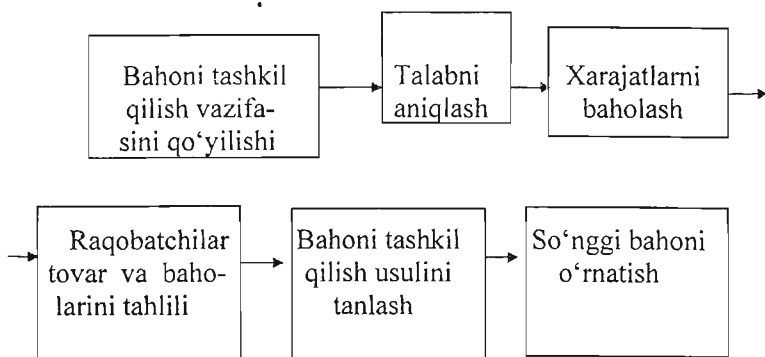 Bahoni tashkil
qilish vazifa-
sini qo‘yilishi
Talabni
aniqlash
Xarajatlarni
baholash
Raqobatchilar
tovar va baho-
larini tahlili
Bahoni tashkil
qilish usulini
tanlash
So‘nggi bahoni
o‘rnatish